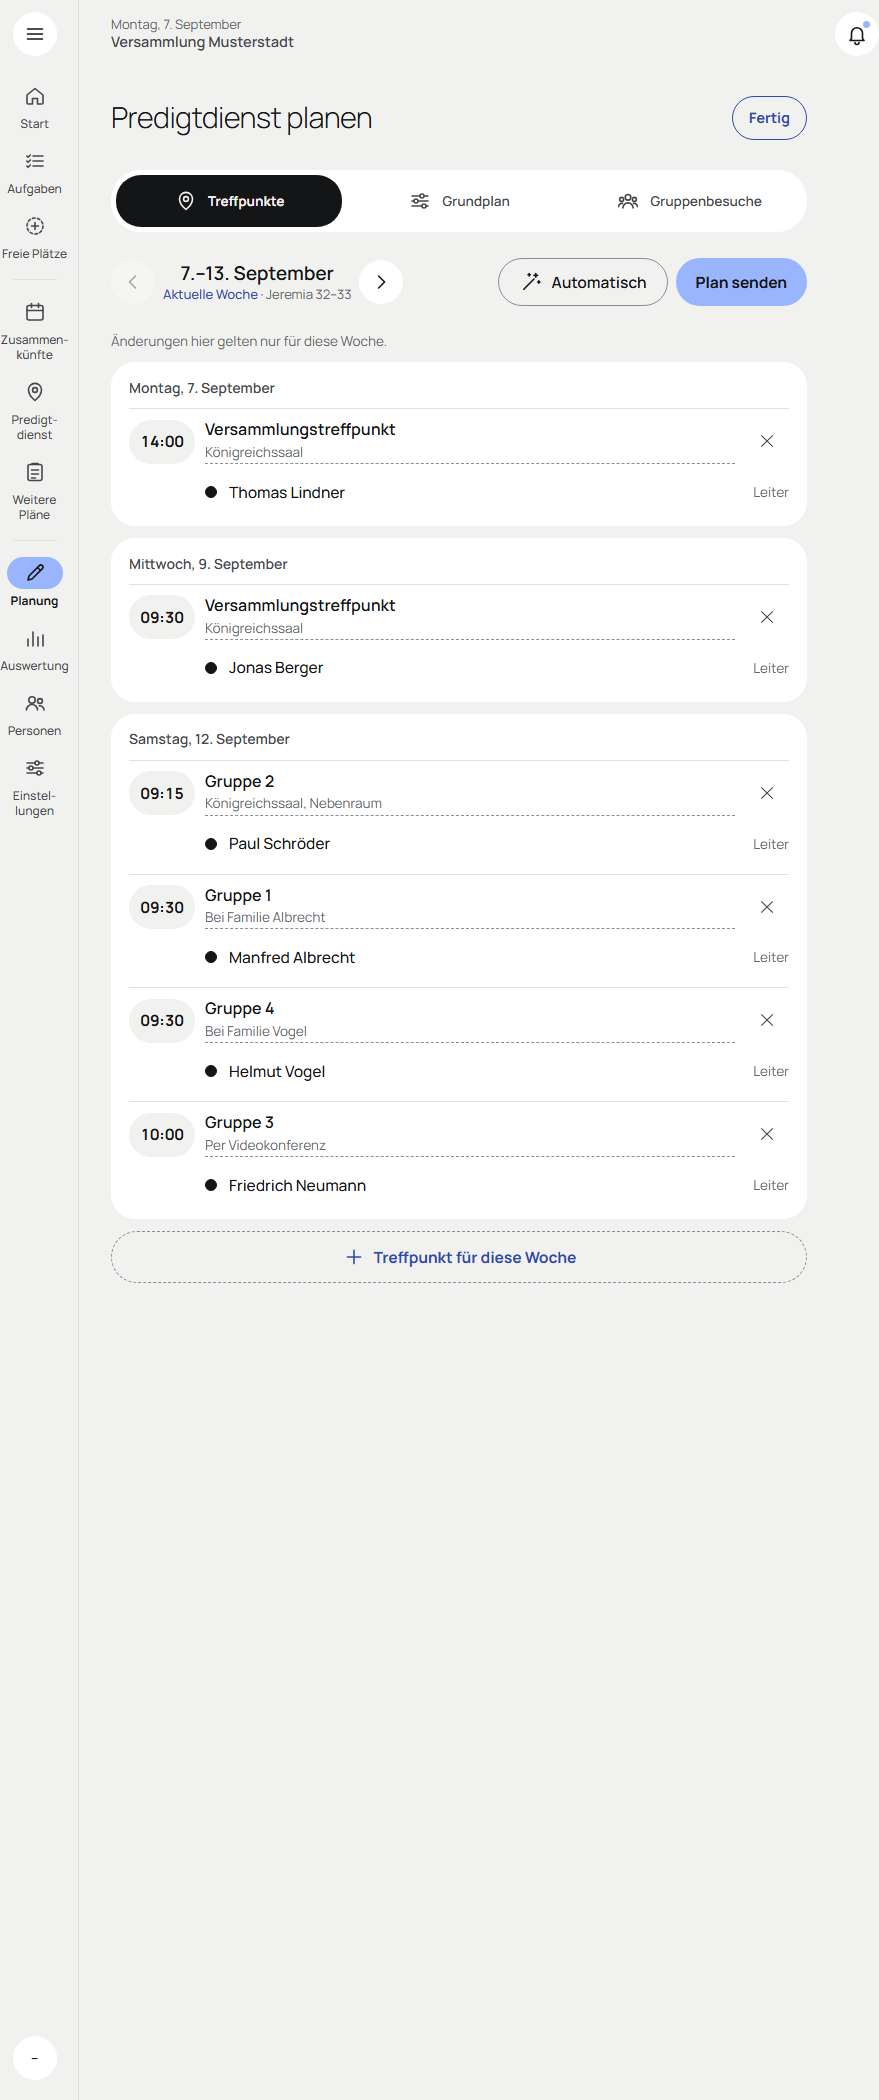 Montag, 7. September
Versammlung Musterstadt
Start
Aufgaben
Freie Plätze
Zusammen-
künfte
Predigt-
dienst
Weitere
Pläne
Planung
Auswertung
Personen
Einstel-
lungen
–
Predigtdienst planen
Fertig
Treffpunkte
Grundplan
Gruppenbesuche
7.–13. September
Aktuelle Woche · Jeremia 32–33
Automatisch
Plan senden
Änderungen hier gelten nur für diese Woche.
Montag, 7. September
14:00
Versammlungstreffpunkt
Königreichssaal
Thomas Lindner
Leiter
Mittwoch, 9. September
09:30
Versammlungstreffpunkt
Königreichssaal
Jonas Berger
Leiter
Samstag, 12. September
09:15
Gruppe 2
Königreichssaal, Nebenraum
Paul Schröder
Leiter
09:30
Gruppe 1
Bei Familie Albrecht
Manfred Albrecht
Leiter
09:30
Gruppe 4
Bei Familie Vogel
Helmut Vogel
Leiter
10:00
Gruppe 3
Per Videokonferenz
Friedrich Neumann
Leiter
Treffpunkt für diese Woche